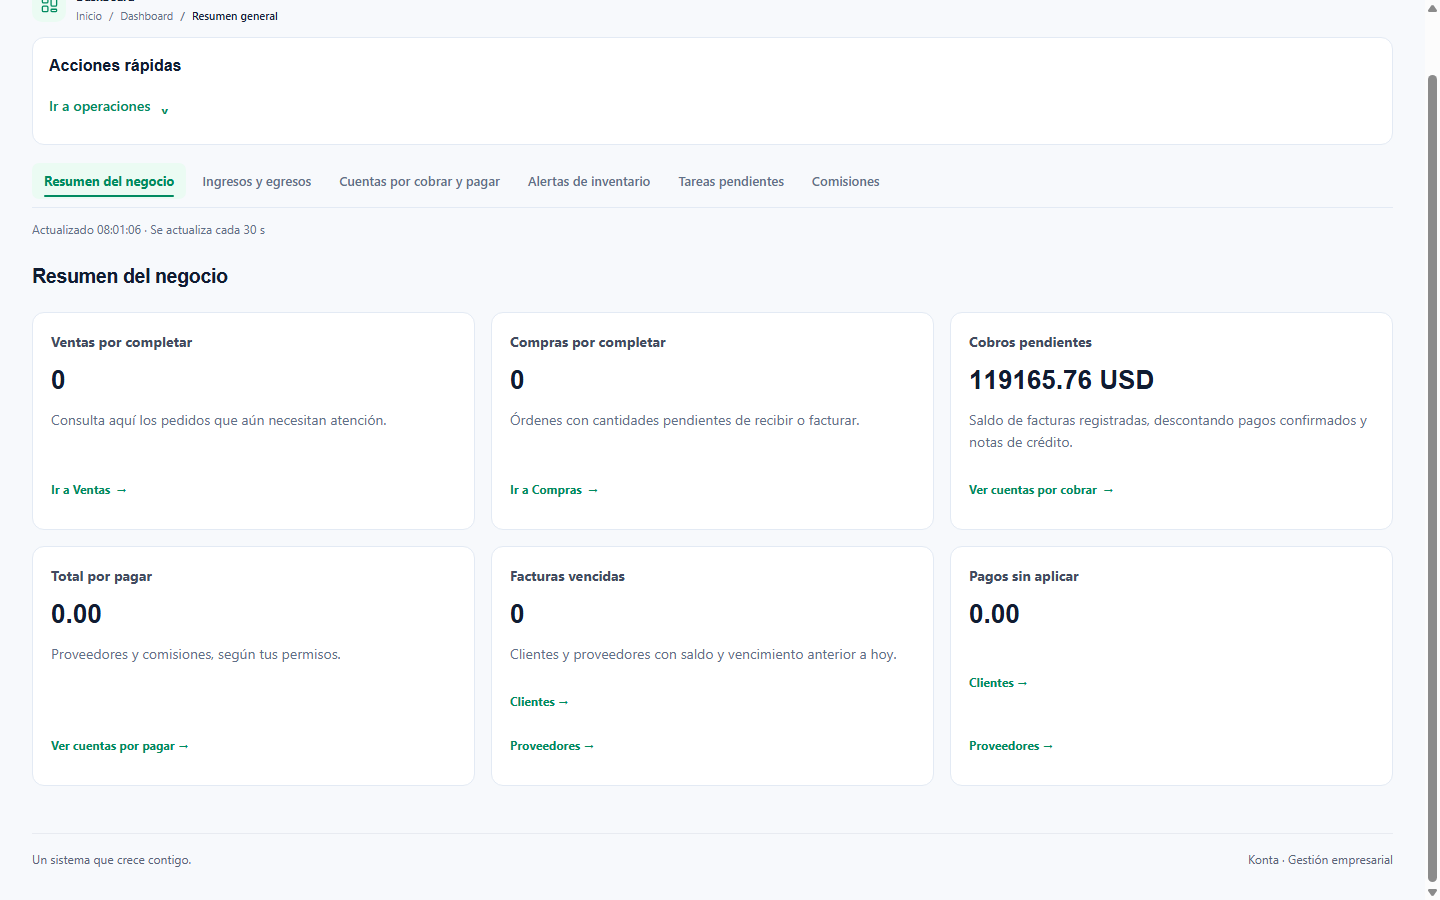 Inicio / Dashboard / Resumen general
Acciones rápidas
Ir a operaciones v
Resumen del negocio
Ingresos y egresos
Cuentas por cobrar y pagar
Alertas de inventario
Tareas pendientes
Comisiones
Actualizado 08:01:06 · Se actualiza cada 30 s
Resumen del negocio
Ventas por completar
0
Consulta aquí los pedidos que aún necesitan atención.
Ir a Ventas →
Compras por completar
0
Órdenes con cantidades pendientes de recibir o facturar.
Ir a Compras →
Cobros pendientes
119165.76 USD
Saldo de facturas registradas, descontando pagos confirmados y
notas de crédito.
Ver cuentas por cobrar →
Total por pagar
0.00
Proveedores y comisiones, según tus permisos.
Ver cuentas por pagar →
Facturas vencidas
0
Clientes y proveedores con saldo y vencimiento anterior a hoy.
Clientes →
Proveedores →
Pagos sin aplicar
0.00
Clientes →
Proveedores →
Un sistema que crece contigo.
Konta · Gestión empresarial